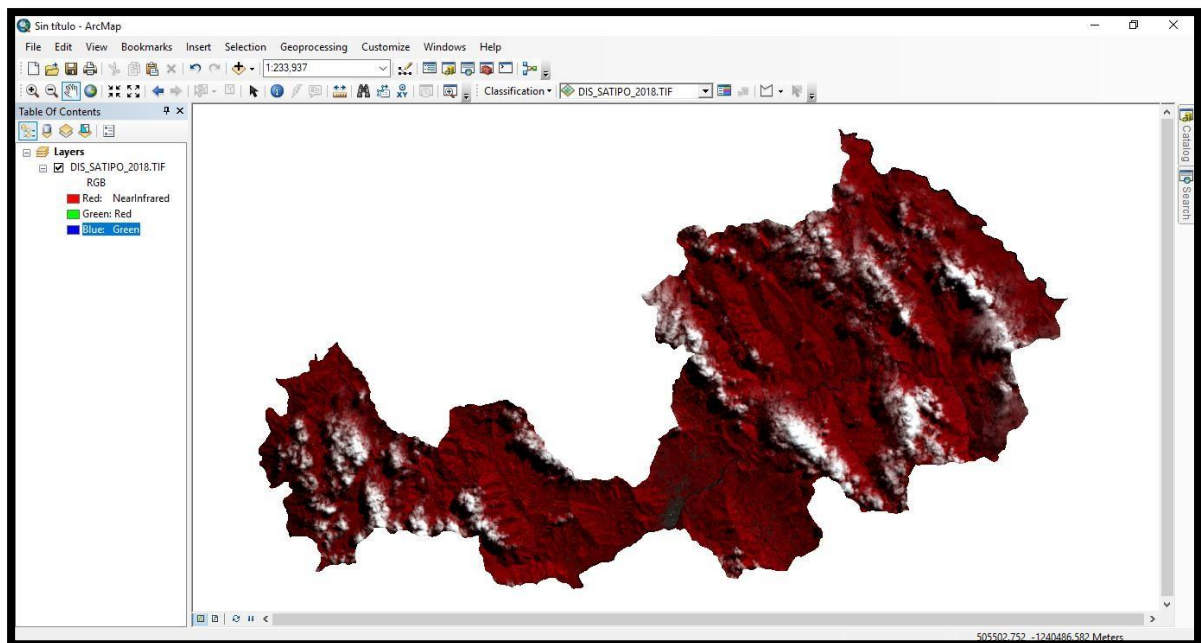 Sin título - ArcMap
File Edit View Bookmarks Insert Selection Geoprocessing Customize Windows Help
1:233,937
Classification DIS_SATIPO_2018.TIF
Table Of Contents
Layers
DIS_SATIPO_2018.TIF
RGB
Red: NearInfrared
Green: Red
Blue: Green
Catalog
Search
505502.752 -1240486.582 Meters